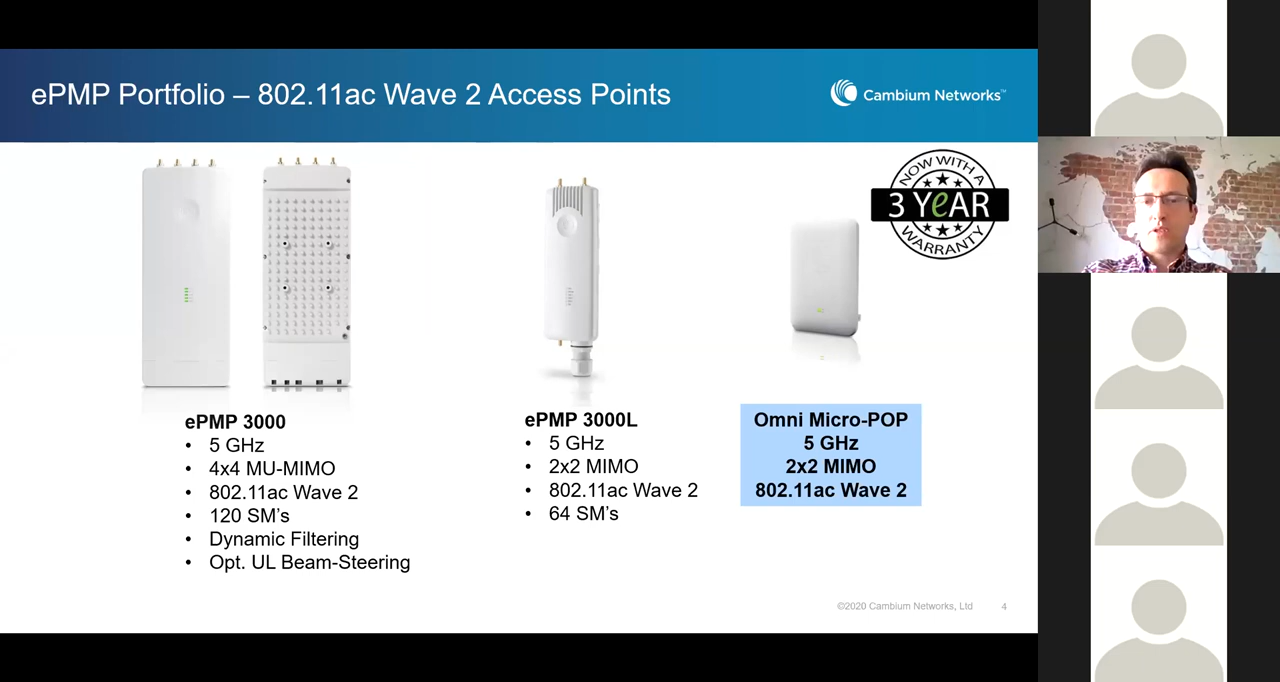 ePMP Portfolio – 802.11ac Wave 2 Access Points
Cambium Networks™
NOW WITH A
3 YeAR
WARRANTY
ePMP 3000
• 5 GHz
• 4x4 MU-MIMO
• 802.11ac Wave 2
• 120 SM's
• Dynamic Filtering
• Opt. UL Beam-Steering
ePMP 3000L
• 5 GHz
• 2x2 MIMO
• 802.11ac Wave 2
• 64 SM's
Omni Micro-POP
5 GHz
2x2 MIMO
802.11ac Wave 2
©2020 Cambium Networks, Ltd
4